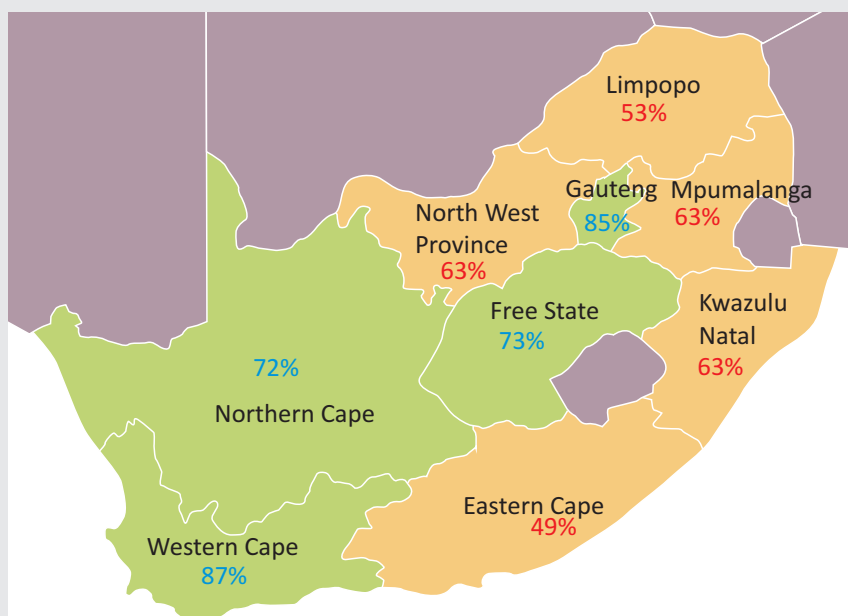 Limpopo
53%
Gauteng
85%
Mpumalanga
63%
North West
Province
63%
Free State
73%
Kwazulu
Natal
63%
72%
Northern Cape
Eastern Cape
49%
Western Cape
87%